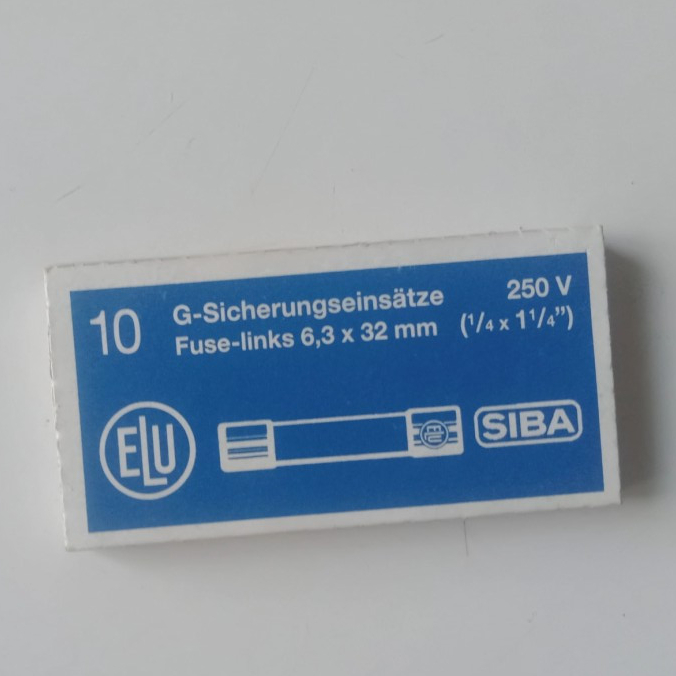 10
G-Sicherungseinsätze 250 V
Fuse-links 6,3 x 32 mm (1/4 x 1 1/4")
ELU
SIBA